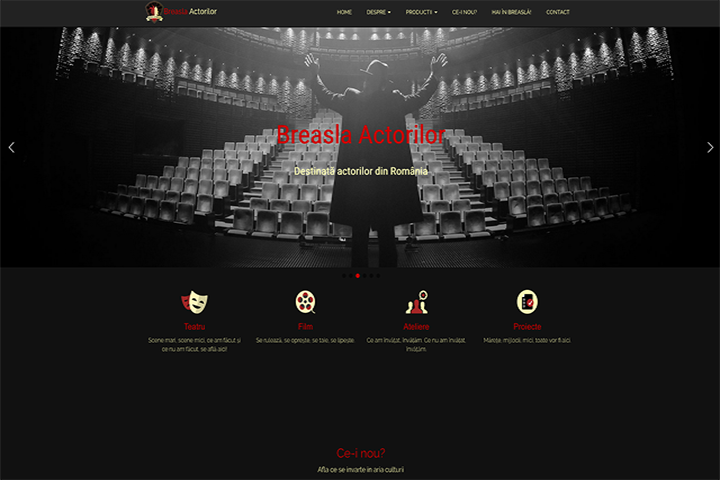 Breasla Actorilor
HOME DESPRE PRODUCȚII CE-I NOU? HAI ÎN BREASLĂ! CONTACT
Breasla Actorilor
Destinată actorilor din România
Teatru
Scene mari, scene mici, ce am făcut și
ce nu am făcut, se află aici!
Film
Se rulează, se oprește, se taie, se lipește.
Ateliere
Ce am învățat, învățăm. Ce nu am învățat,
învățăm.
Proiecte
Mărețe, mijlocii, mici, toate vor fi aici
Ce-i nou?
Afla ce se invarte in aria culturii